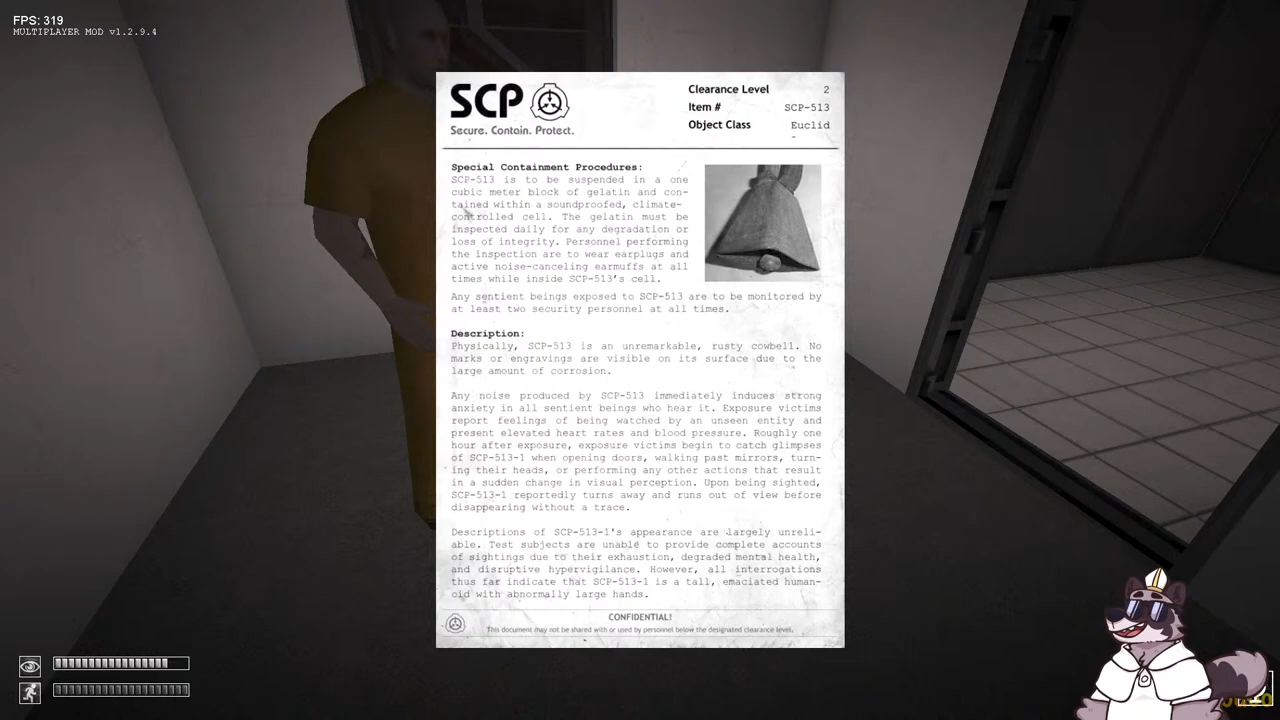 FPS: 319
MULTIPLAYER MOD v1.2.9.4
SCP
Secure. Contain. Protect.
Clearance Level 2
Item # SCP-513
Object Class Euclid
-
Special Containment Procedures:
SCP-513 is to be suspended in a one
cubic meter block of gelatin and con-
tained within a soundproofed, climate-
controlled cell. The gelatin must be
inspected daily for any degradation or
loss of integrity. Personnel performing
the inspection are to wear earplugs and
active noise-canceling earmuffs at all
times while inside SCP-513's cell.
Any sentient beings exposed to SCP-513 are to be monitored by
at least two security personnel at all times.
Description:
Physically, SCP-513 is an unremarkable, rusty cowbell. No
marks or engravings are visible on its surface due to the
large amount of corrosion.
Any noise produced by SCP-513 immediately induces strong
anxiety in all sentient beings who hear it. Exposure victims
report feelings of being watched by an unseen entity and
present elevated heart rates and blood pressure. Roughly one
hour after exposure, exposure victims begin to catch glimpses
of SCP-513-1 when opening doors, walking past mirrors, turn-
ing their heads, or performing any other actions that result
in a sudden change in visual perception. Upon being sighted,
SCP-513-1 reportedly turns away and runs out of view before
disappearing without a trace.
Descriptions of SCP-513-1's appearance are largely unreli-
able. Test subjects are unable to provide complete accounts
of sightings due to their exhaustion, degraded mental health,
and disruptive hypervigilance. However, all interrogations
thus far indicate that SCP-513-1 is a tall, emaciated human-
oid with abnormally large hands.
CONFIDENTIAL!
This document may not be shared with or used by personnel below the designated clearance level.